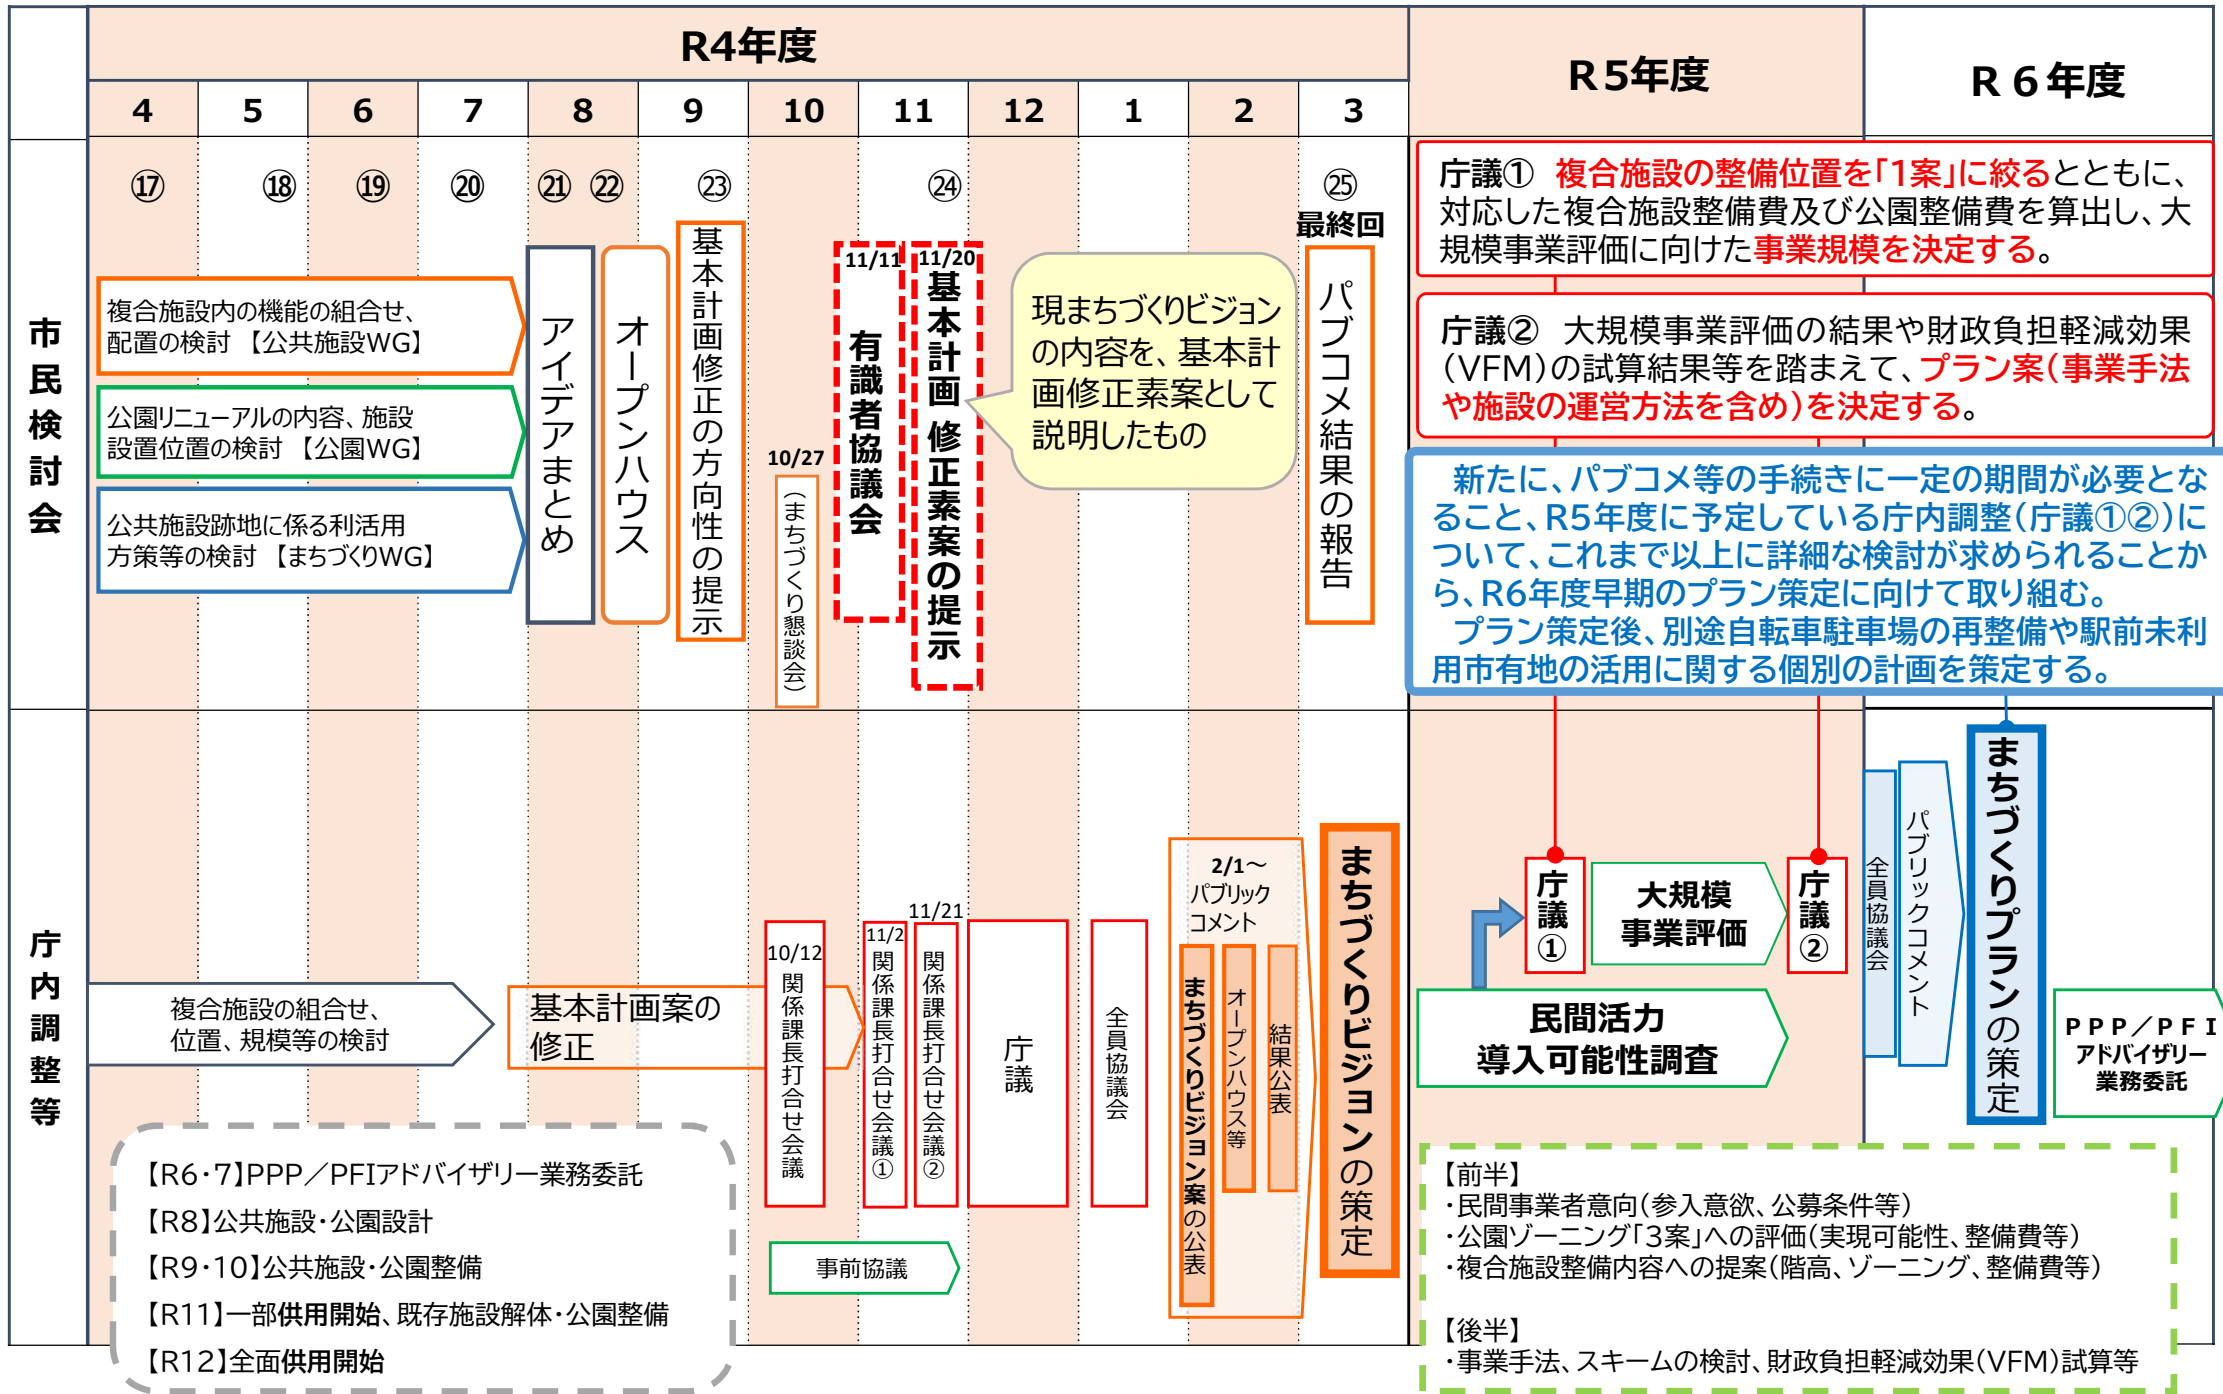 R4年度
R5年度
R６年度
4
5
6
7
8
9
10
11
12
1
2
3
市民検討会
⑰
⑱
⑲
⑳
㉑
㉒
㉓
㉔
㉕
最終回
複合施設内の機能の組合せ、
配置の検討 【公共施設WG】
公園リニューアルの内容、施設
設置位置の検討 【公園WG】
公共施設跡地に係る利活用
方策等の検討 【まちづくりWG】
アイデアまとめ
オープンハウス
基本計画修正の方向性の提示
10/27
（まちづくり懇談会）
11/11
有識者協議会
11/20
基本計画 修正素案の提示
現まちづくりビジョン
の内容を、基本計
画修正素案として
説明したもの
パブコメ結果の報告
庁議① 複合施設の整備位置を「1案」に絞るとともに、
対応した複合施設整備費及び公園整備費を算出し、大
規模事業評価に向けた事業規模を決定する。
庁議② 大規模事業評価の結果や財政負担軽減効果
（VFM）の試算結果等を踏まえて、プラン案（事業手法
や施設の運営方法を含め）を決定する。
新たに、パブコメ等の手続きに一定の期間が必要とな
ること、R5年度に予定している庁内調整（庁議①②）に
ついて、これまで以上に詳細な検討が求められることか
ら、R6年度早期のプラン策定に向けて取り組む。
プラン策定後、別途自転車駐車場の再整備や駅前未利
用市有地の活用に関する個別の計画を策定する。
庁内調整等
複合施設の組合せ、
位置、規模等の検討
基本計画案の
修正
10/12
関係課長打合せ会議
11/2
関係課長打合せ会議①
11/21
関係課長打合せ会議②
庁議
全員協議会
2/1～
パブリック
コメント
まちづくりビジョン案の公表
オープンハウス等
結果公表
まちづくりビジョンの策定
事前協議
庁議①
大規模
事業評価
庁議②
民間活力
導入可能性調査
全員協議会
パブリックコメント
まちづくりプランの策定
ＰＰＰ／ＰＦＩ
アドバイザリー
業務委託
【R6・7】PPP／PFIアドバイザリー業務委託
【R8】公共施設・公園設計
【R9・10】公共施設・公園整備
【R11】一部供用開始、既存施設解体・公園整備
【R12】全面供用開始
【前半】
・民間事業者意向（参入意欲、公募条件等）
・公園ゾーニング「3案」への評価（実現可能性、整備費等）
・複合施設整備内容への提案（階高、ゾーニング、整備費等）
【後半】
・事業手法、スキームの検討、財政負担軽減効果（VFM）試算等